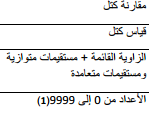 مقارنة كتل
قياس كتل
الزاوية القائمة + مستقيمات متوازية
ومستقيمات متعامدة
الأعداد من 0 إلى 9999(1)